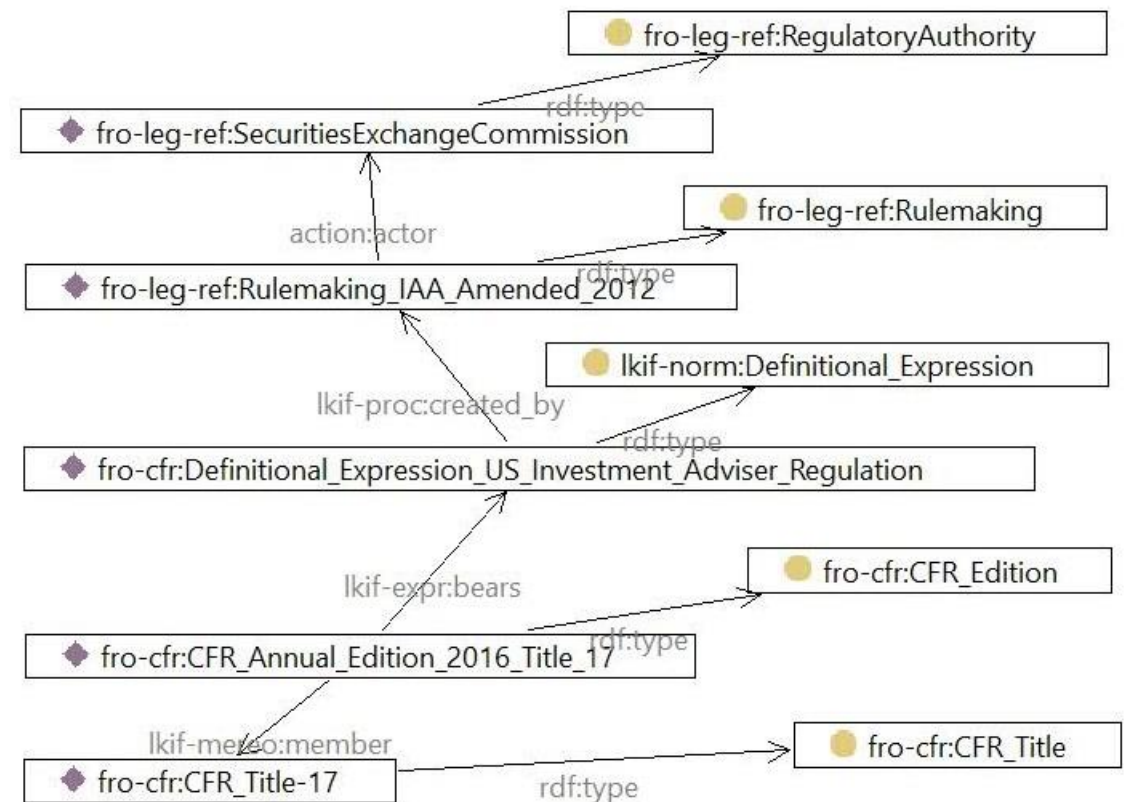 fro-leg-ref:RegulatoryAuthority
rdf:type
fro-leg-ref:SecuritiesExchangeCommission
fro-leg-ref:Rulemaking
action:actor
rdf:type
fro-leg-ref:Rulemaking_IAA_Amended_2012
lkif-norm:Definitional_Expression
lkif-proc:created_by
rdf:type
fro-cfr:Definitional_Expression_US_Investment_Adviser_Regulation
fro-cfr:CFR_Edition
lkif-expr:bears
rdf:type
fro-cfr:CFR_Annual_Edition_2016_Title_17
fro-cfr:CFR_Title
lkif-mereo:member
fro-cfr:CFR_Title-17
rdf:type